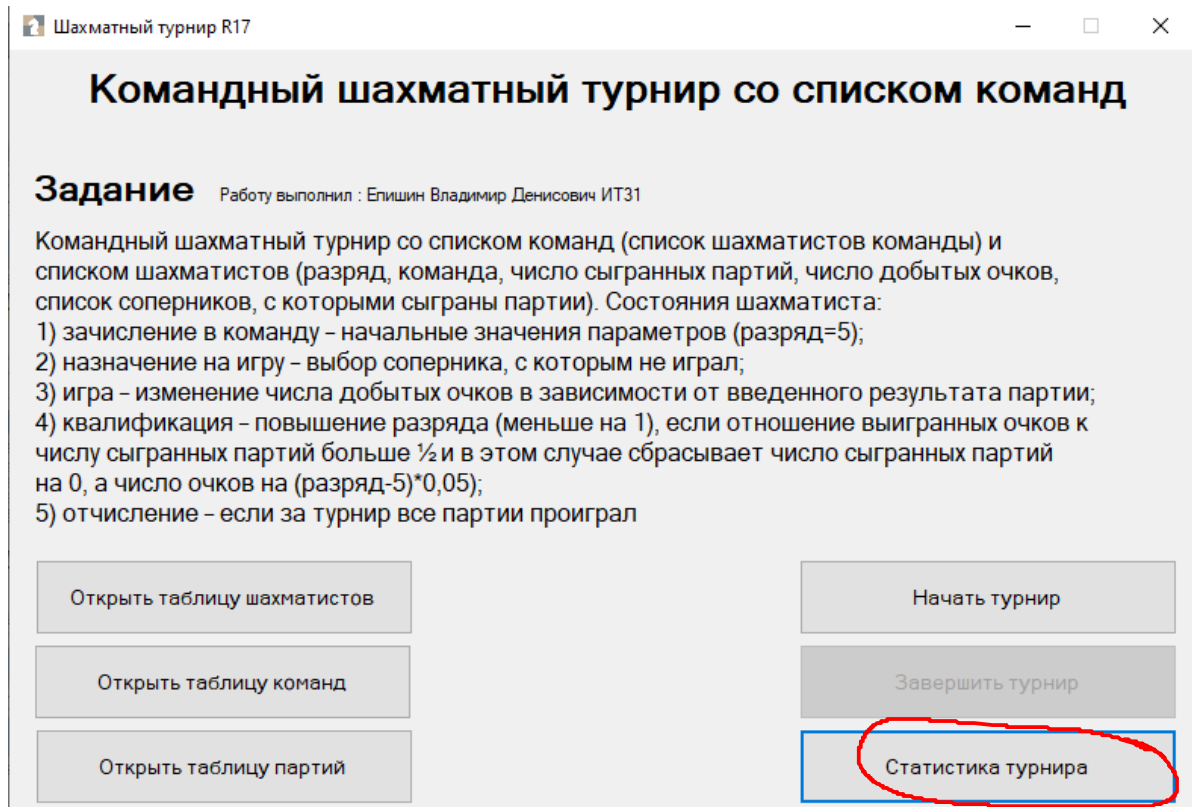 Шахматный турнир R17
Командный шахматный турнир со списком команд
Задание Работу выполнил : Епишин Владимир Денисович ИТ31
Командный шахматный турнир со списком команд (список шахматистов команды) и
списком шахматистов (разряд, команда, число сыгранных партий, число добытых очков,
список соперников, с которыми сыграны партии). Состояния шахматиста:
1) зачисление в команду – начальные значения параметров (разряд=5);
2) назначение на игру – выбор соперника, с которым не играл;
3) игра – изменение числа добытых очков в зависимости от введенного результата партии;
4) квалификация – повышение разряда (меньше на 1), если отношение выигранных очков к
числу сыгранных партий больше ½ и в этом случае сбрасывает число сыгранных партий
на 0, а число очков на (разряд-5)*0,05);
5) отчисление – если за турнир все партии проиграл
Открыть таблицу шахматистов
Начать турнир
Открыть таблицу команд
Завершить турнир
Открыть таблицу партий
Статистика турнира